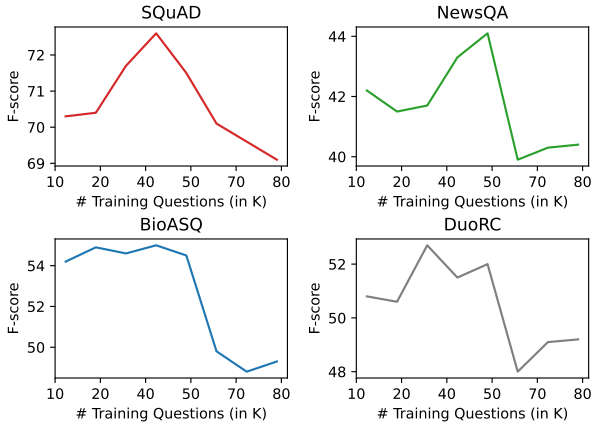 SQuAD
F-score
72
71
70
69
10 20 30 40 50 60 70 80
# Training Questions (in K)
NewsQA
F-score
44
42
40
10 20 30 40 50 60 70 80
# Training Questions (in K)
BioASQ
F-score
54
52
50
10 20 30 40 50 60 70 80
# Training Questions (in K)
DuoRC
F-score
52
50
48
10 20 30 40 50 60 70 80
# Training Questions (in K)